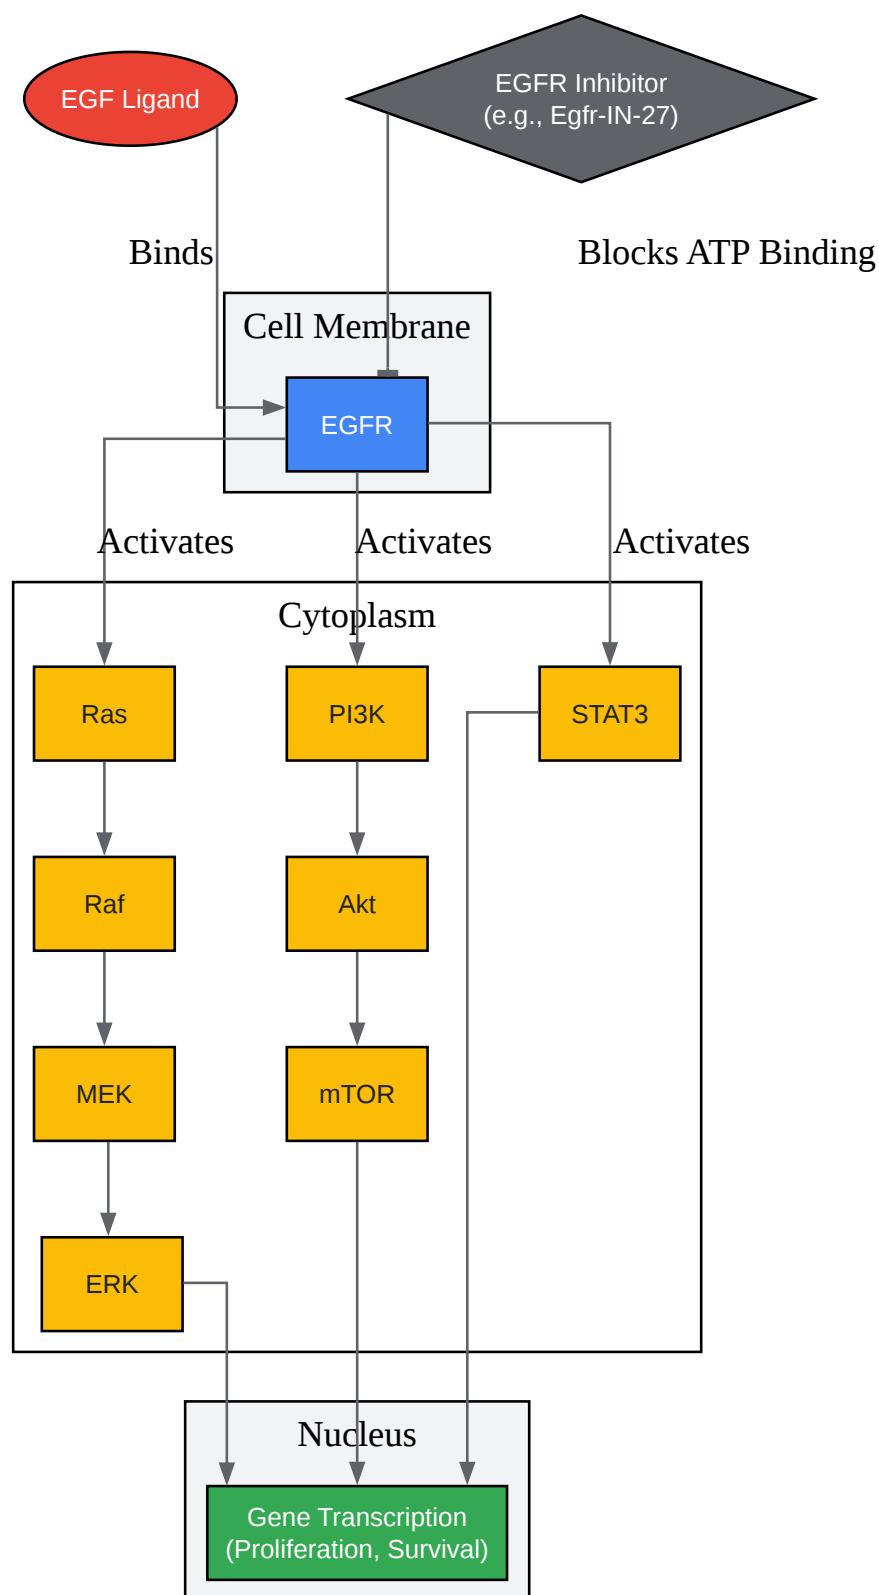 EGF Ligand
EGFR Inhibitor
(e.g., Egfr-IN-27)
Binds
Blocks ATP Binding
Cell Membrane
EGFR
Activates
Activates
Activates
Cytoplasm
Ras
PI3K
STAT3
Raf
Akt
MEK
mTOR
ERK
Nucleus
Gene Transcription
(Proliferation, Survival)